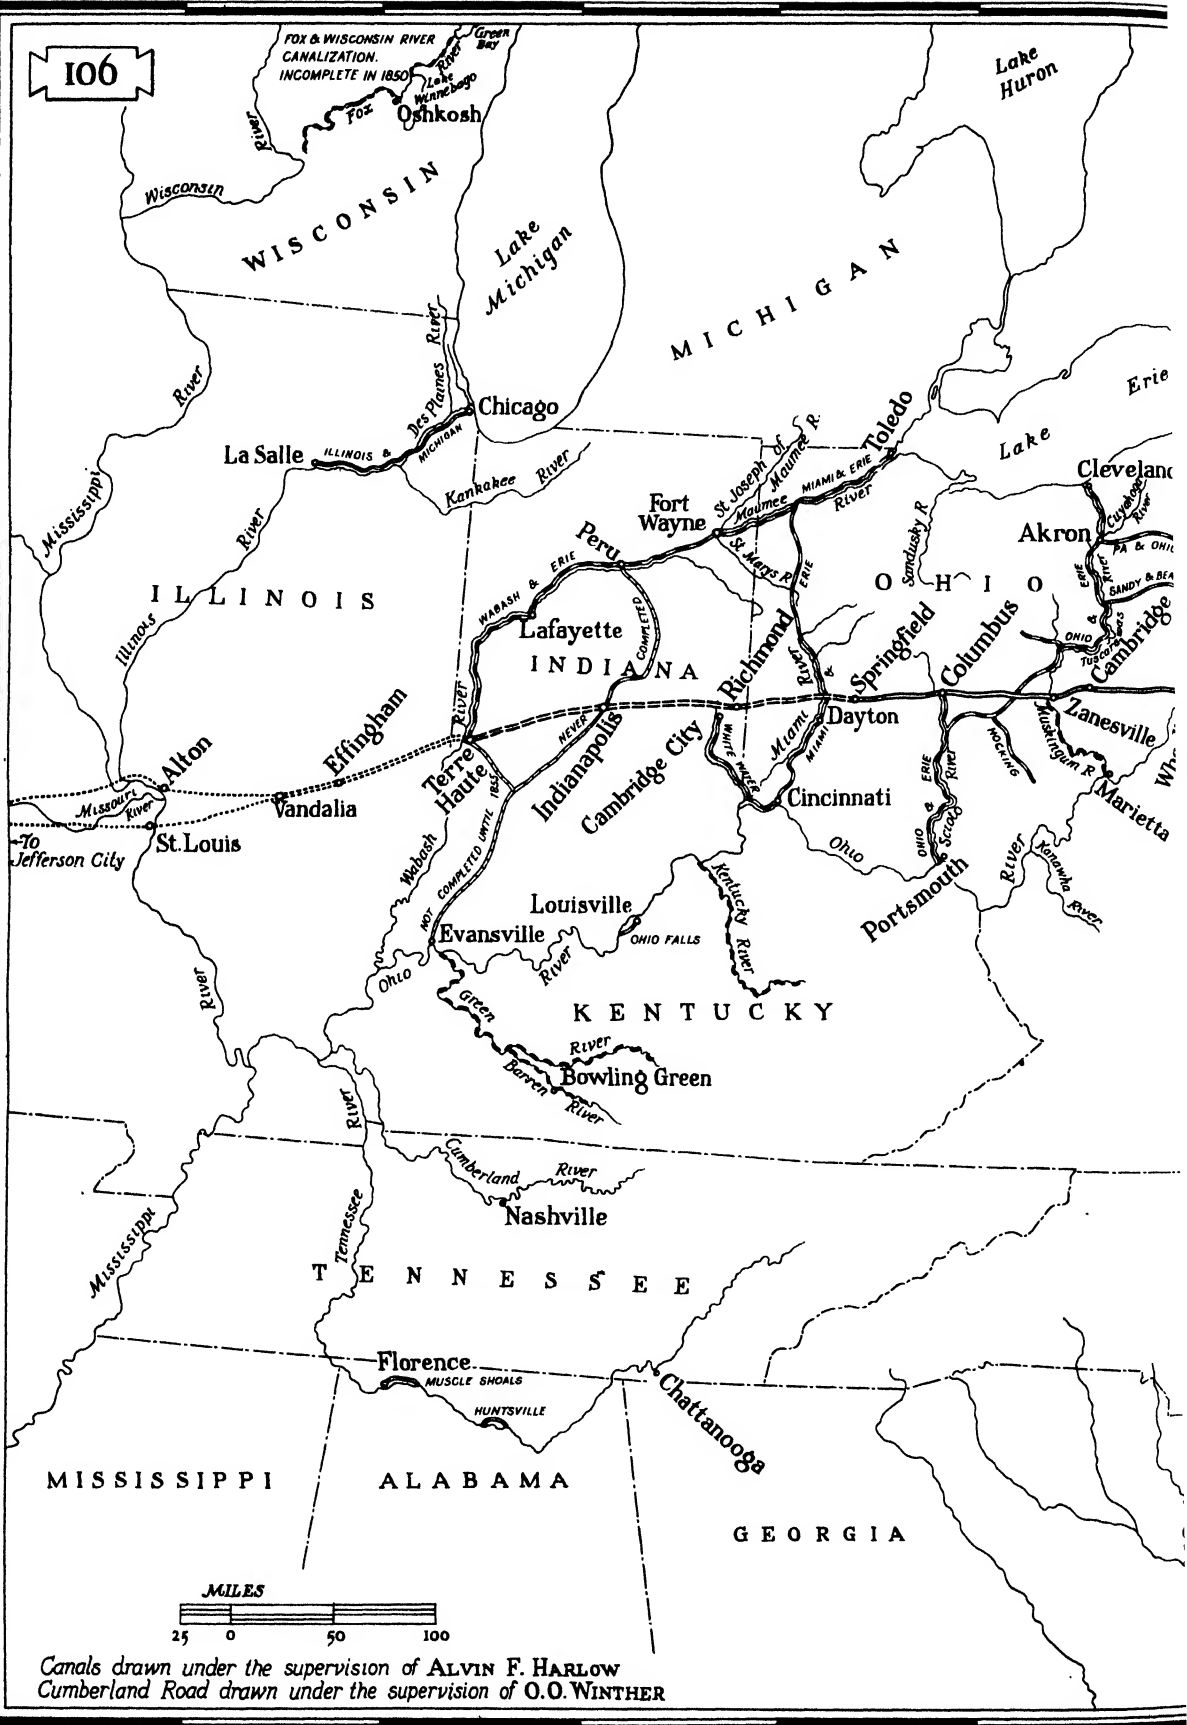 106
FOX & WISCONSIN RIVER
CANALIZATION.
INCOMPLETE IN 1850
Green
Bay
River
Lake
Winnebago
Fox
Oshkosh
River
Wisconsin
WISCONSIN
Lake
Michigan
Lake
Huron
MICHIGAN
River
Des Plaines
River
Chicago
La Salle
ILLINOIS &
MICHIGAN
Kankakee
River
Mississippi
River
Illinois
ILLINOIS
Erie
Lake
Toledo
St Joseph of
Maumee R.
MIAMI & ERIE
Maumee
River
Fort
Wayne
St Marys R
ERIE
Peru
WABASH &
ERIE
Lafayette
COMPLETED
INDIANA
Cleveland
Cuyahoga
River
Akron
PA & OHIO
Sandusky R
OHIO
ERIE
River
SANDY & BEA
&
OHIO
Tuscarawas
Cambridge
Richmond
River
&
Springfield
Columbus
River
Effingham
Alton
Missouri
River
Vandalia
Terre
Haute
NEVER
Indianapolis
Cambridge City
WHITE WATER
Miami
MIAMI
Dayton
Zanesville
Muskingum R
HOCKING
Wh
Marietta
Cincinnati
ERIE
River
OHIO &
Scioto
←To
Jefferson City
St. Louis
NOT COMPLETED UNTIL 1855
Wabash
Ohio
Portsmouth
River
Kanawha
River
Louisville
OHIO FALLS
Kentucky
River
Evansville
River
Ohio
River
KENTUCKY
Green
River
Barren
River
Bowling Green
River
Cumberland
River
Nashville
Mississippi
Tennessee
TENNESSEE
Florence
MUSCLE SHOALS
HUNTSVILLE
Chattanooga
MISSISSIPPI
ALABAMA
GEORGIA
MILES
25 0 50 100
Canals drawn under the supervision of ALVIN F. HARLOW
Cumberland Road drawn under the supervision of O.O. WINTHER